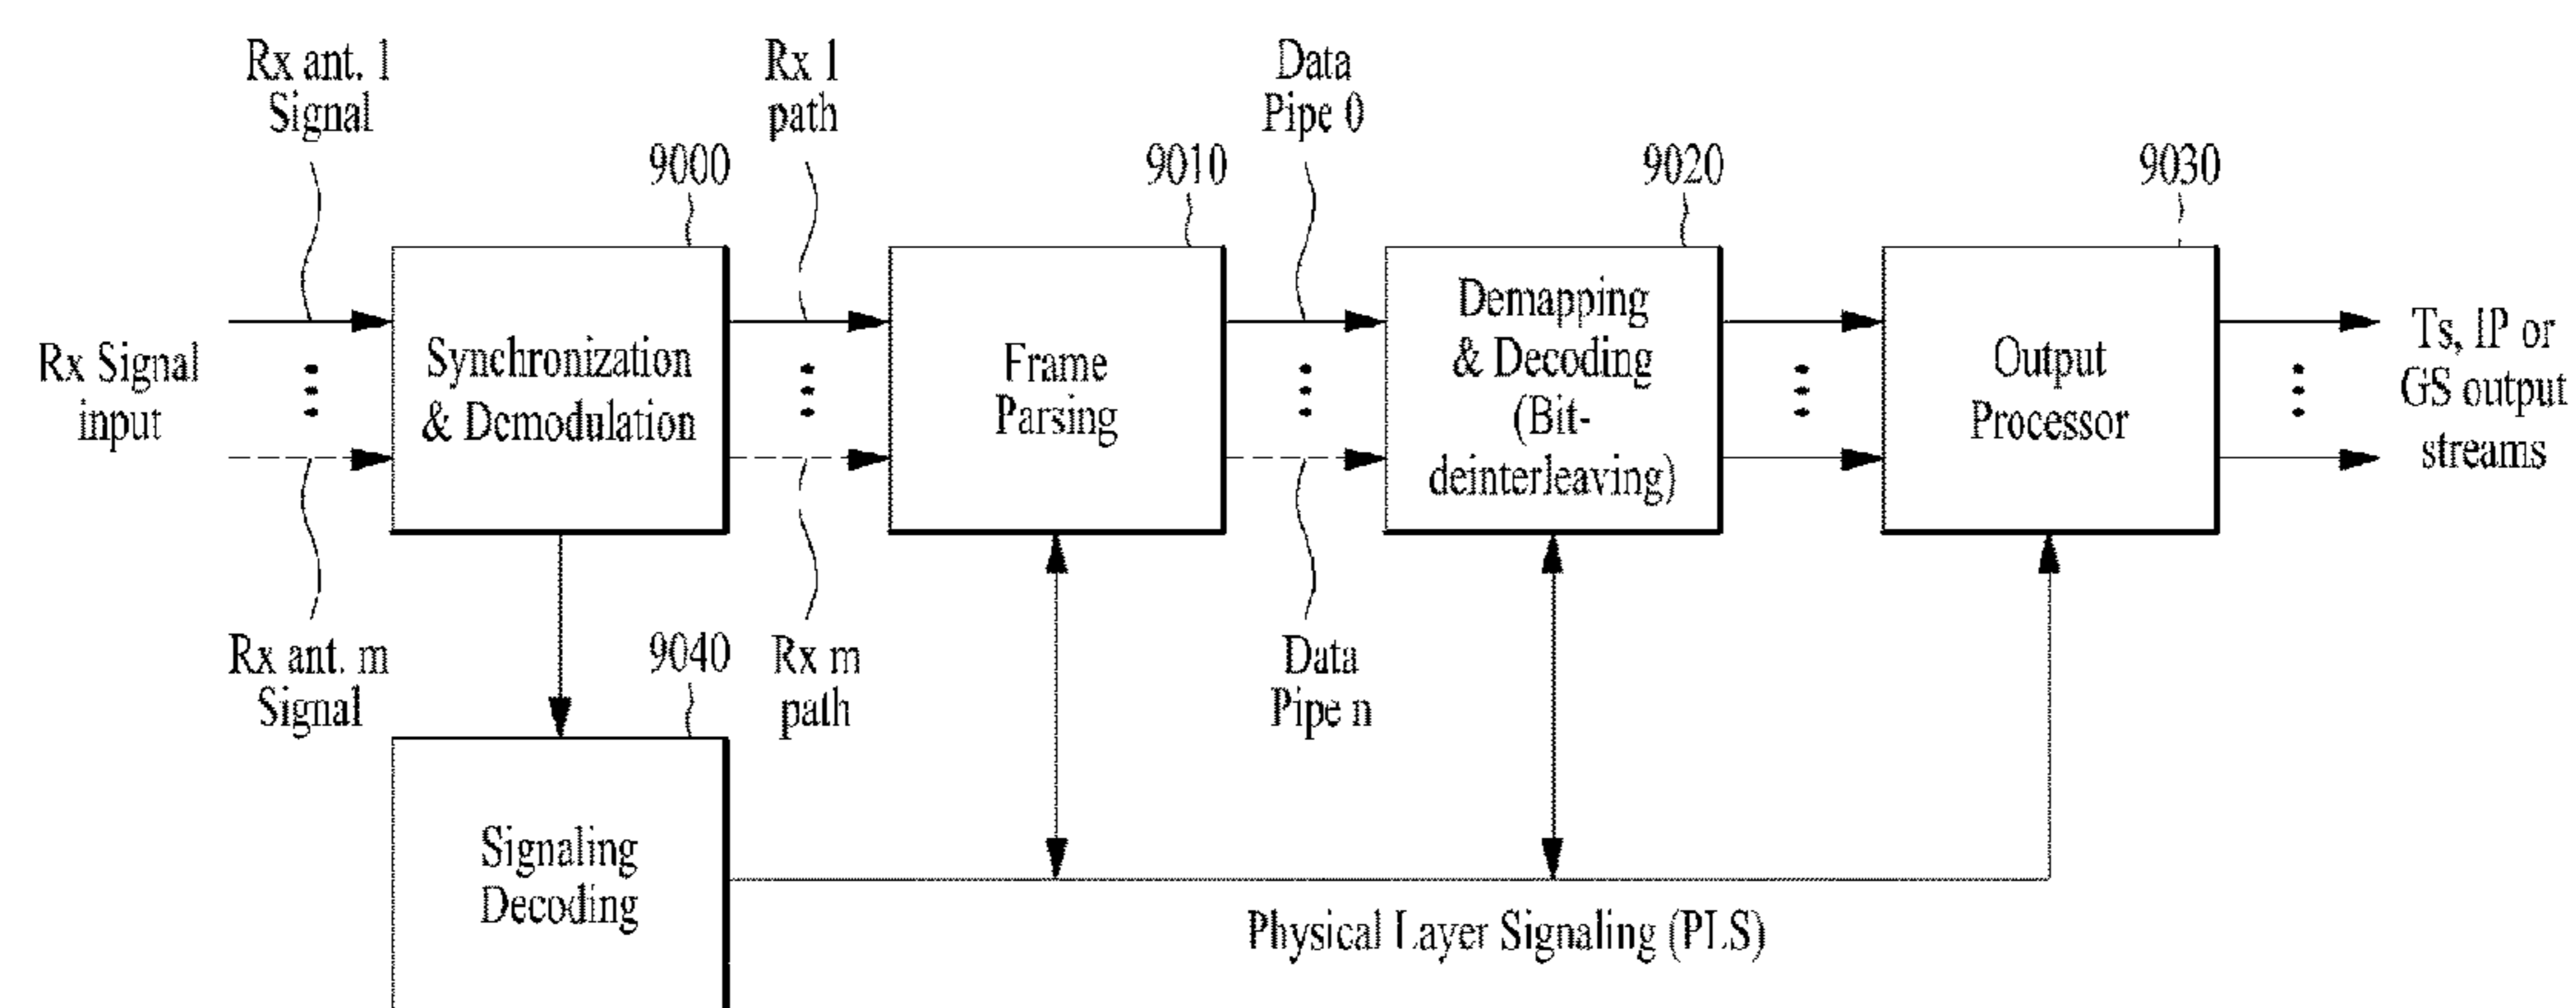 Rx ant. 1
Signal
Rx 1
path
Data
Pipe 0
9000
9010
9020
9030
Rx Signal
input
Synchronization
& Demodulation
Frame
Parsing
Demapping
& Decoding
(Bit-
deinterleaving)
Output
Processor
Ts, IP or
GS output
streams
Rx ant. m
Signal
9040
Rx m
path
Data
Pipe n
Signaling
Decoding
Physical Layer Signaling (PLS)